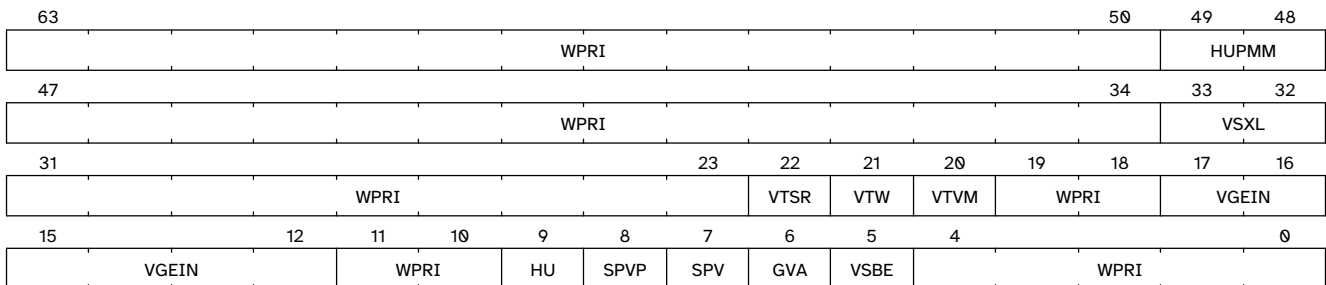 63 50 49 48
WPRI HUPMM
47 34 33 32
WPRI VSXL
31 23 22 21 20 19 18 17 16
WPRI VTSR VTW VTVM WPRI VGEIN
15 12 11 10 9 8 7 6 5 4 0
VGEIN WPRI HU SPVP SPV GVA VSBE WPRI